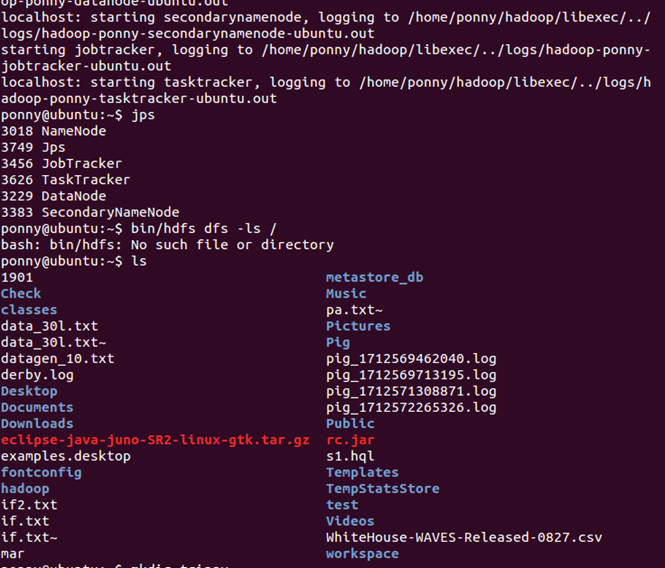 op-ponny-datanode-ubuntu.out
localhost: starting secondarynamenode, logging to /home/ponny/hadoop/libexec/../
logs/hadoop-ponny-secondarynamenode-ubuntu.out
starting jobtracker, logging to /home/ponny/hadoop/libexec/../logs/hadoop-ponny-
jobtracker-ubuntu.out
localhost: starting tasktracker, logging to /home/ponny/hadoop/libexec/../logs/h
adoop-ponny-tasktracker-ubuntu.out
ponny@ubuntu:~$ jps
3018 NameNode
3749 Jps
3456 JobTracker
3626 TaskTracker
3229 DataNode
3383 SecondaryNameNode
ponny@ubuntu:~$ bin/hdfs dfs -ls /
bash: bin/hdfs: No such file or directory
ponny@ubuntu:~$ ls
1901 metastore_db
Check Music
classes pa.txt~
data_30l.txt Pictures
data_30l.txt~ Pig
datagen_10.txt pig_1712569462040.log
derby.log pig_1712569713195.log
Desktop pig_1712571308871.log
Documents pig_1712572265326.log
Downloads Public
eclipse-java-juno-SR2-linux-gtk.tar.gz rc.jar
examples.desktop s1.hql
fontconfig Templates
hadoop TempStatsStore
if2.txt test
if.txt Videos
if.txt~ WhiteHouse-WAVES-Released-0827.csv
mar workspace